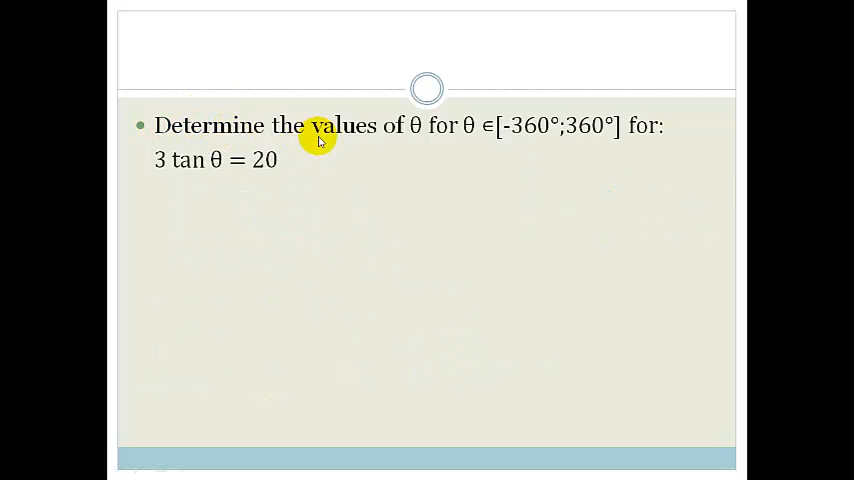 Determine the values of θ for θ ∈[-360°;360°] for:
3 tan θ = 20